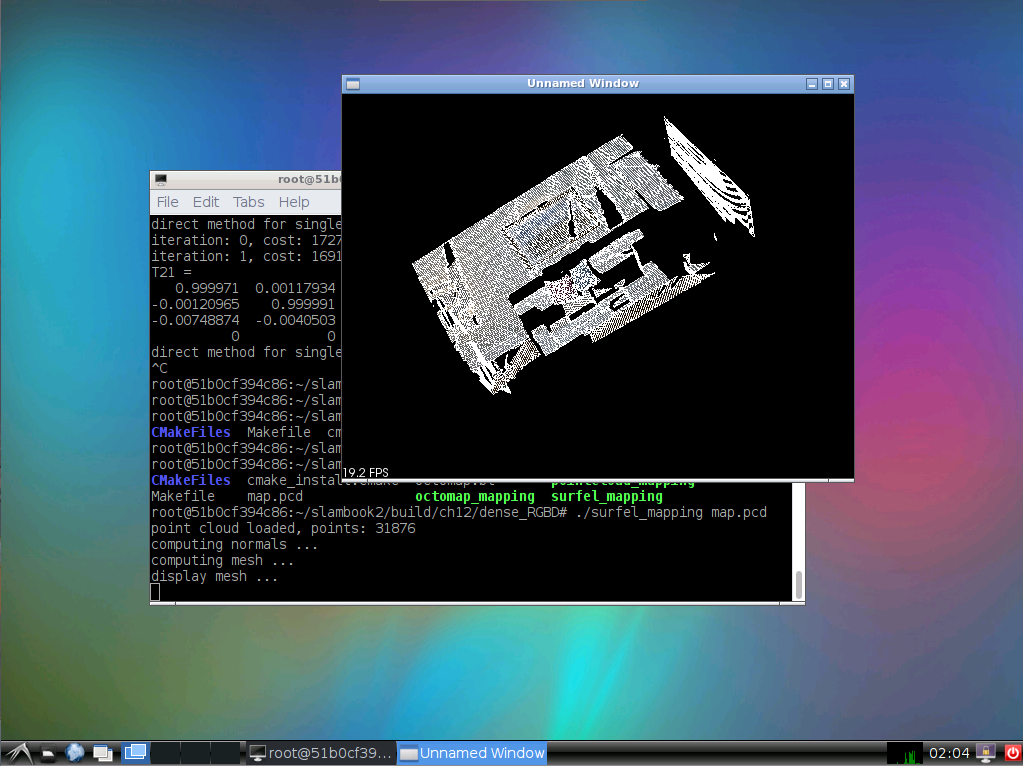 Unnamed Window
19.2 FPS
root@51b0
File Edit Tabs Help
direct method for single
iteration: 0, cost: 1727
iteration: 1, cost: 1691
T21 =
0.999971 0.00117934
-0.00120965 0.999991
-0.00748874 -0.0040503
0 0
direct method for single
^C
root@51b0cf394c86:~/slam
root@51b0cf394c86:~/slam
root@51b0cf394c86:~/slam
CMakeFiles Makefile cm
root@51b0cf394c86:~/slam
root@51b0cf394c86:~/slam
CMakeFiles cmake_install.cmake octomap.bt pointcloud_mapping
Makefile map.pcd octomap_mapping surfel_mapping
root@51b0cf394c86:~/slambook2/build/ch12/dense_RGBD# ./surfel_mapping map.pcd
point cloud loaded, points: 31876
computing normals ...
computing mesh ...
display mesh ...
root@51b0cf39...
Unnamed Window
02:04